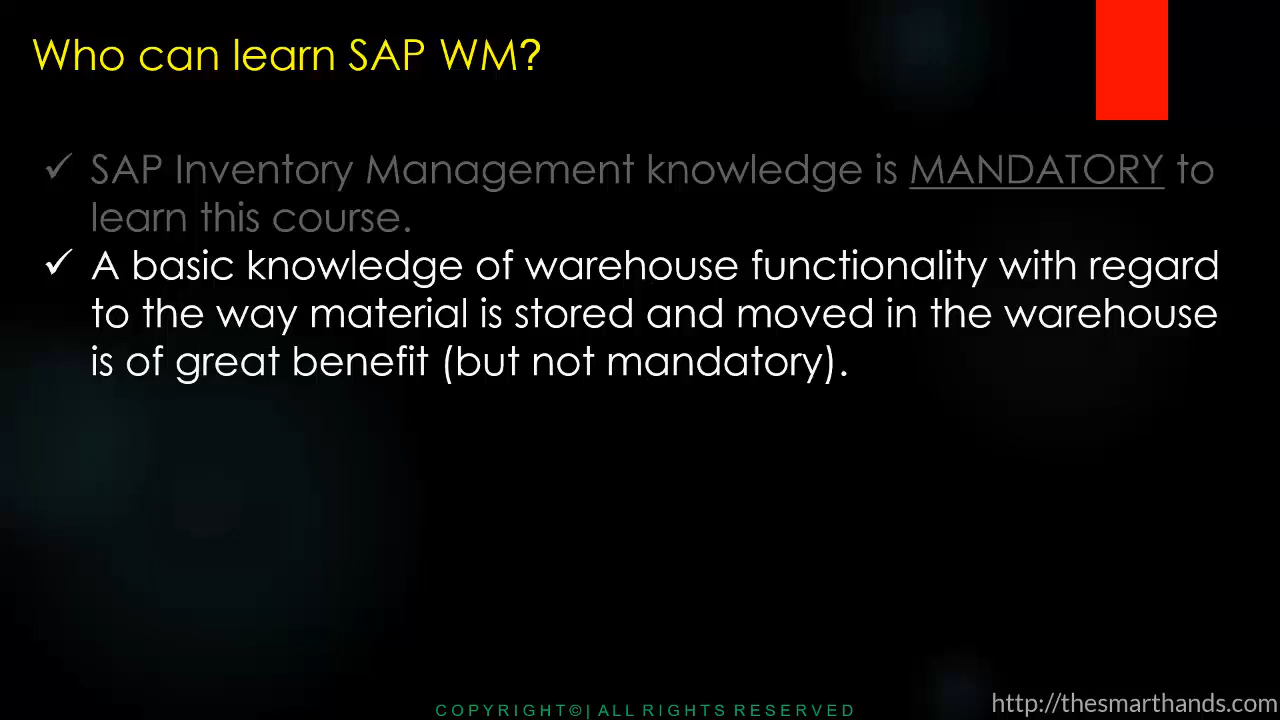 Who can learn SAP WM?
✓ SAP Inventory Management knowledge is MANDATORY to
learn this course.
✓ A basic knowledge of warehouse functionality with regard
to the way material is stored and moved in the warehouse
is of great benefit (but not mandatory).
COPYRIGHT©| ALL RIGHTS RESERVED
http://thesmarthands.com